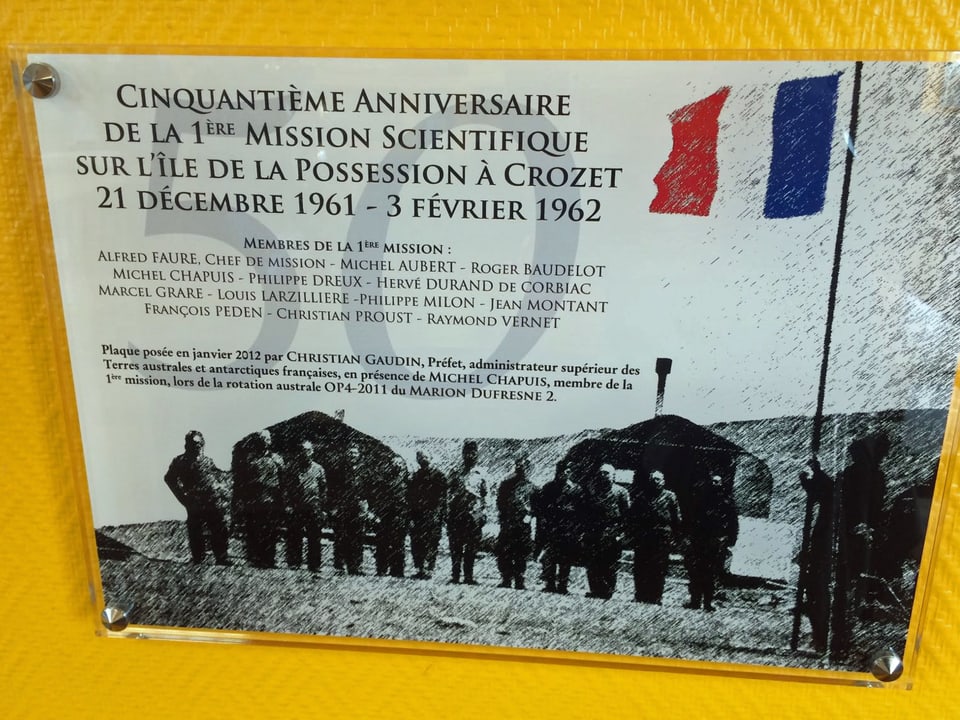 CINQUANTIÈME ANNIVERSAIRE
DE LA 1ÈRE MISSION SCIENTIFIQUE
SUR L'ÎLE DE LA POSSESSION À CROZET
21 DÉCEMBRE 1961 - 3 FÉVRIER 1962
50
MEMBRES DE LA 1ÈRE MISSION :
ALFRED FAURE, CHEF DE MISSION - MICHEL AUBERT - ROGER BAUDELOT
MICHEL CHAPUIS - PHILIPPE DREUX - HERVÉ DURAND DE CORBIAC
MARCEL GRARE - LOUIS LARZILLIERE -PHILIPPE MILON - JEAN MONTANT
FRANÇOIS PEDEN - CHRISTIAN PROUST - RAYMOND VERNET
Plaque posée en janvier 2012 par CHRISTIAN GAUDIN, Préfet, administrateur supérieur des
Terres australes et antarctiques françaises, en présence de MICHEL CHAPUIS, membre de la
1ère mission, lors de la rotation australe OP4-2011 du MARION DUFRESNE 2.